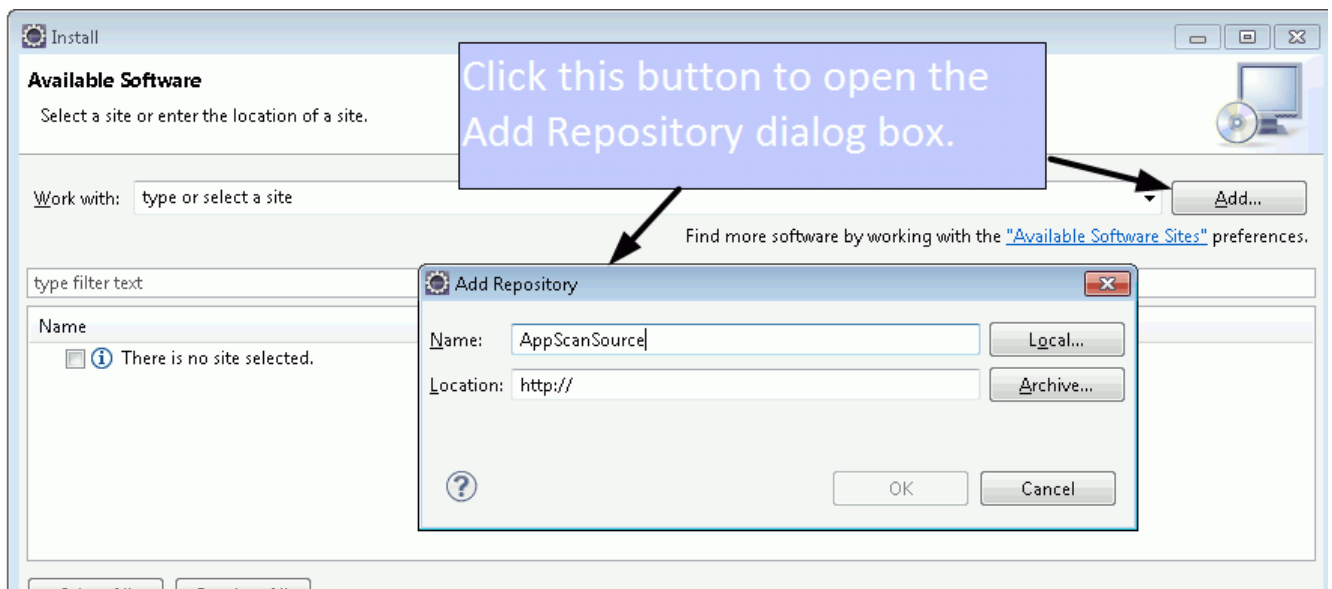 Install
Available Software
Select a site or enter the location of a site.
Click this button to open the
Add Repository dialog box.
Work with: type or select a site Add...
Find more software by working with the "Available Software Sites" preferences.
type filter text
Name
There is no site selected.
Add Repository
Name: AppScanSource Local...
Location: http:// Archive...
OK Cancel